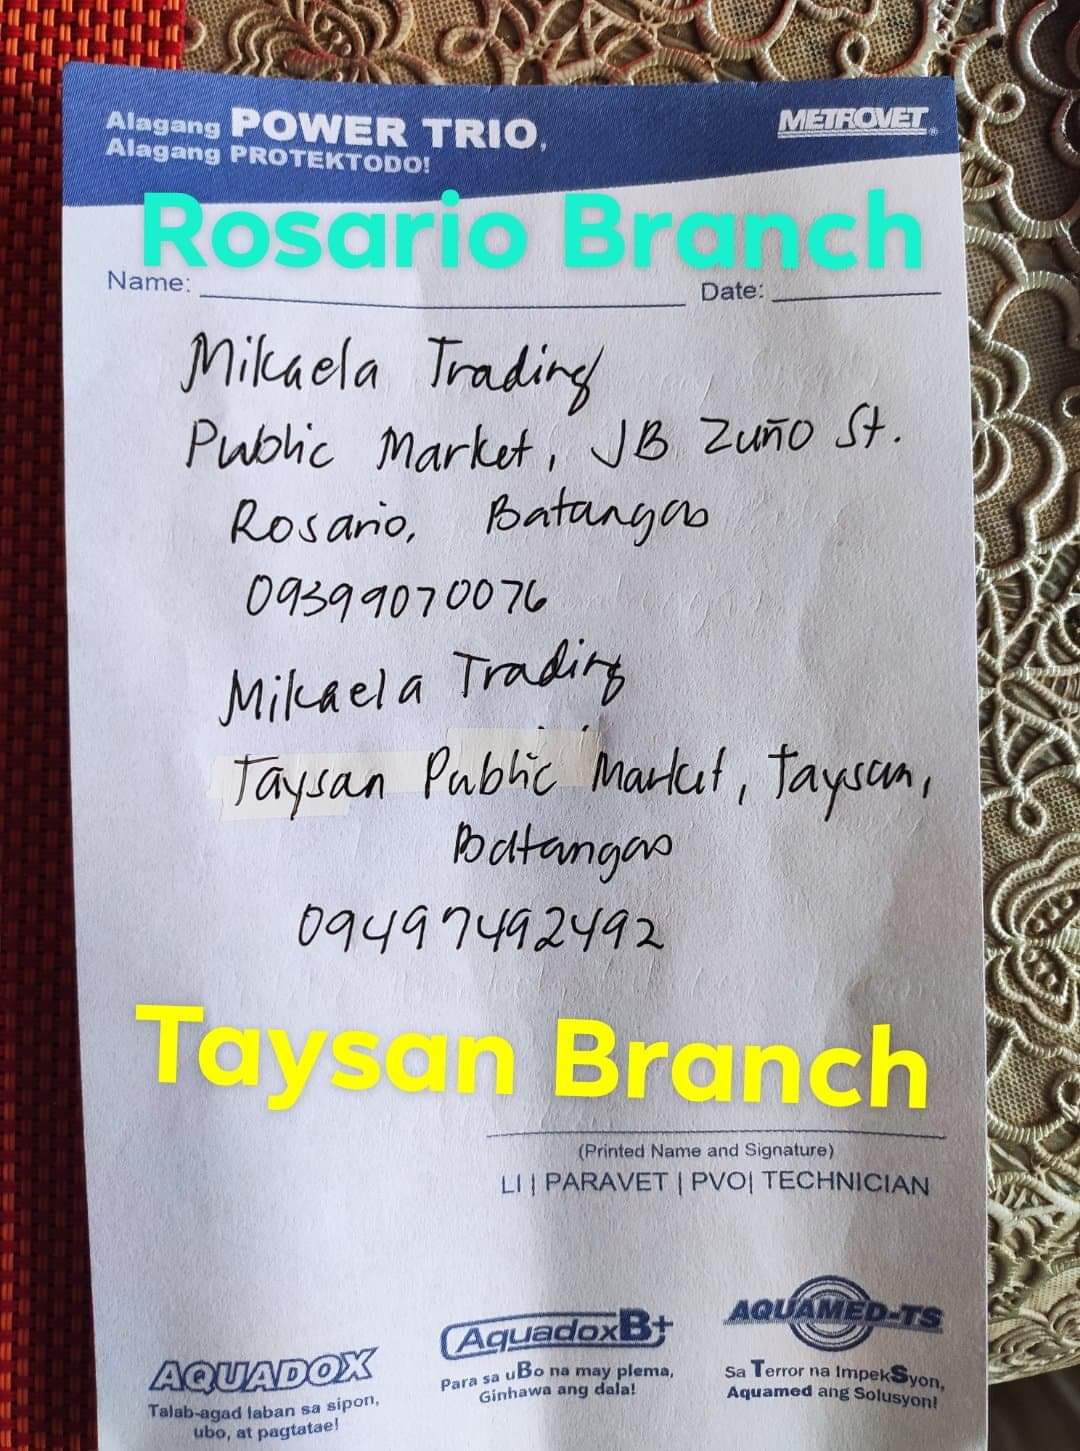 Alagang POWER TRIO,
Alagang PROTEKTODO!
METROVET®
Rosario Branch
Name: Date:
Mikaela Trading
Public Market, JB Zuño St.
Rosario, Batangas
09399070076
Mikaela Trading
Taysan Public Market, Taysan,
Batangas
09497492492
Taysan Branch
(Printed Name and Signature)
LI | PARAVET | PVO| TECHNICIAN
AQUADOX
Talab-agad laban sa sipon,
ubo, at pagtatae!
AquadoxB+
Para sa uBo na may plema,
Ginhawa ang dala!
AQUAMED-TS
Sa Terror na ImpekSyon,
Aquamed ang Solusyon!